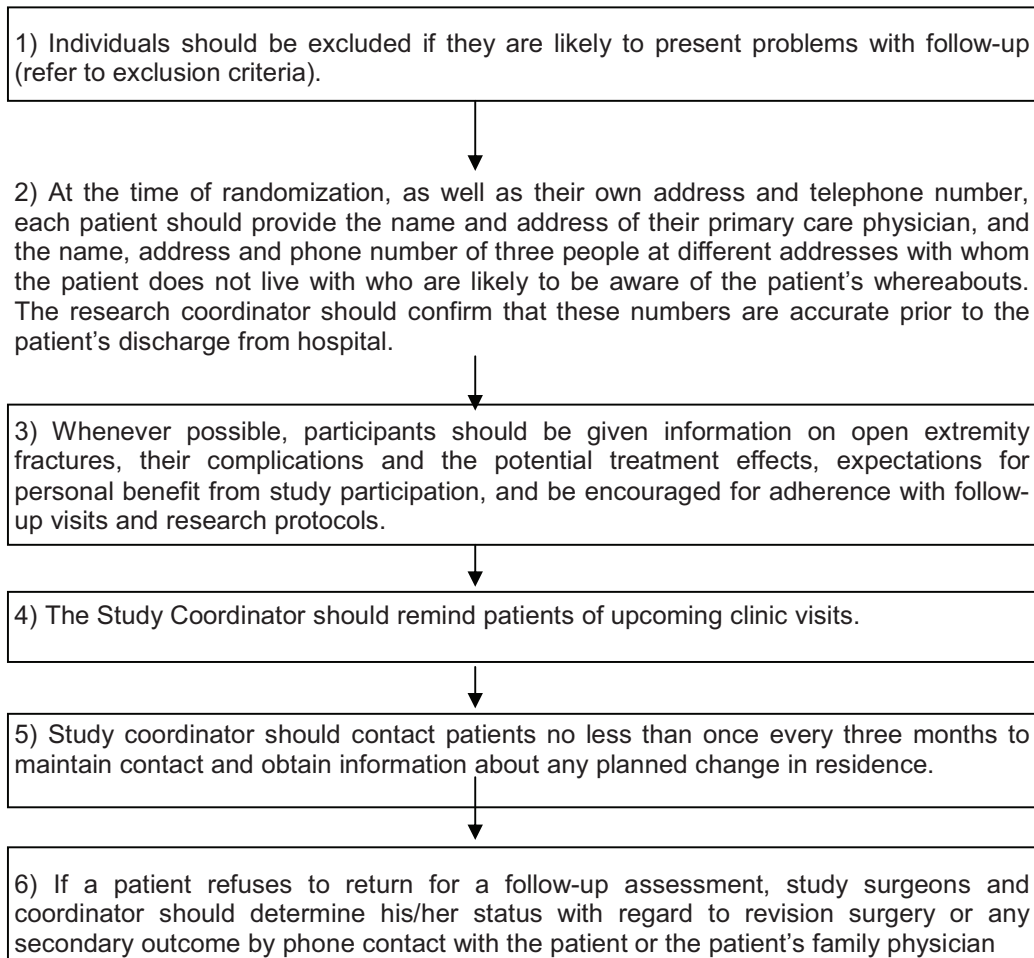 1) Individuals should be excluded if they are likely to present problems with follow-up
(refer to exclusion criteria).
2) At the time of randomization, as well as their own address and telephone number,
each patient should provide the name and address of their primary care physician, and
the name, address and phone number of three people at different addresses with whom
the patient does not live with who are likely to be aware of the patient's whereabouts.
The research coordinator should confirm that these numbers are accurate prior to the
patient's discharge from hospital.
3) Whenever possible, participants should be given information on open extremity
fractures, their complications and the potential treatment effects, expectations for
personal benefit from study participation, and be encouraged for adherence with follow-
up visits and research protocols.
4) The Study Coordinator should remind patients of upcoming clinic visits.
5) Study coordinator should contact patients no less than once every three months to
maintain contact and obtain information about any planned change in residence.
6) If a patient refuses to return for a follow-up assessment, study surgeons and
coordinator should determine his/her status with regard to revision surgery or any
secondary outcome by phone contact with the patient or the patient's family physician